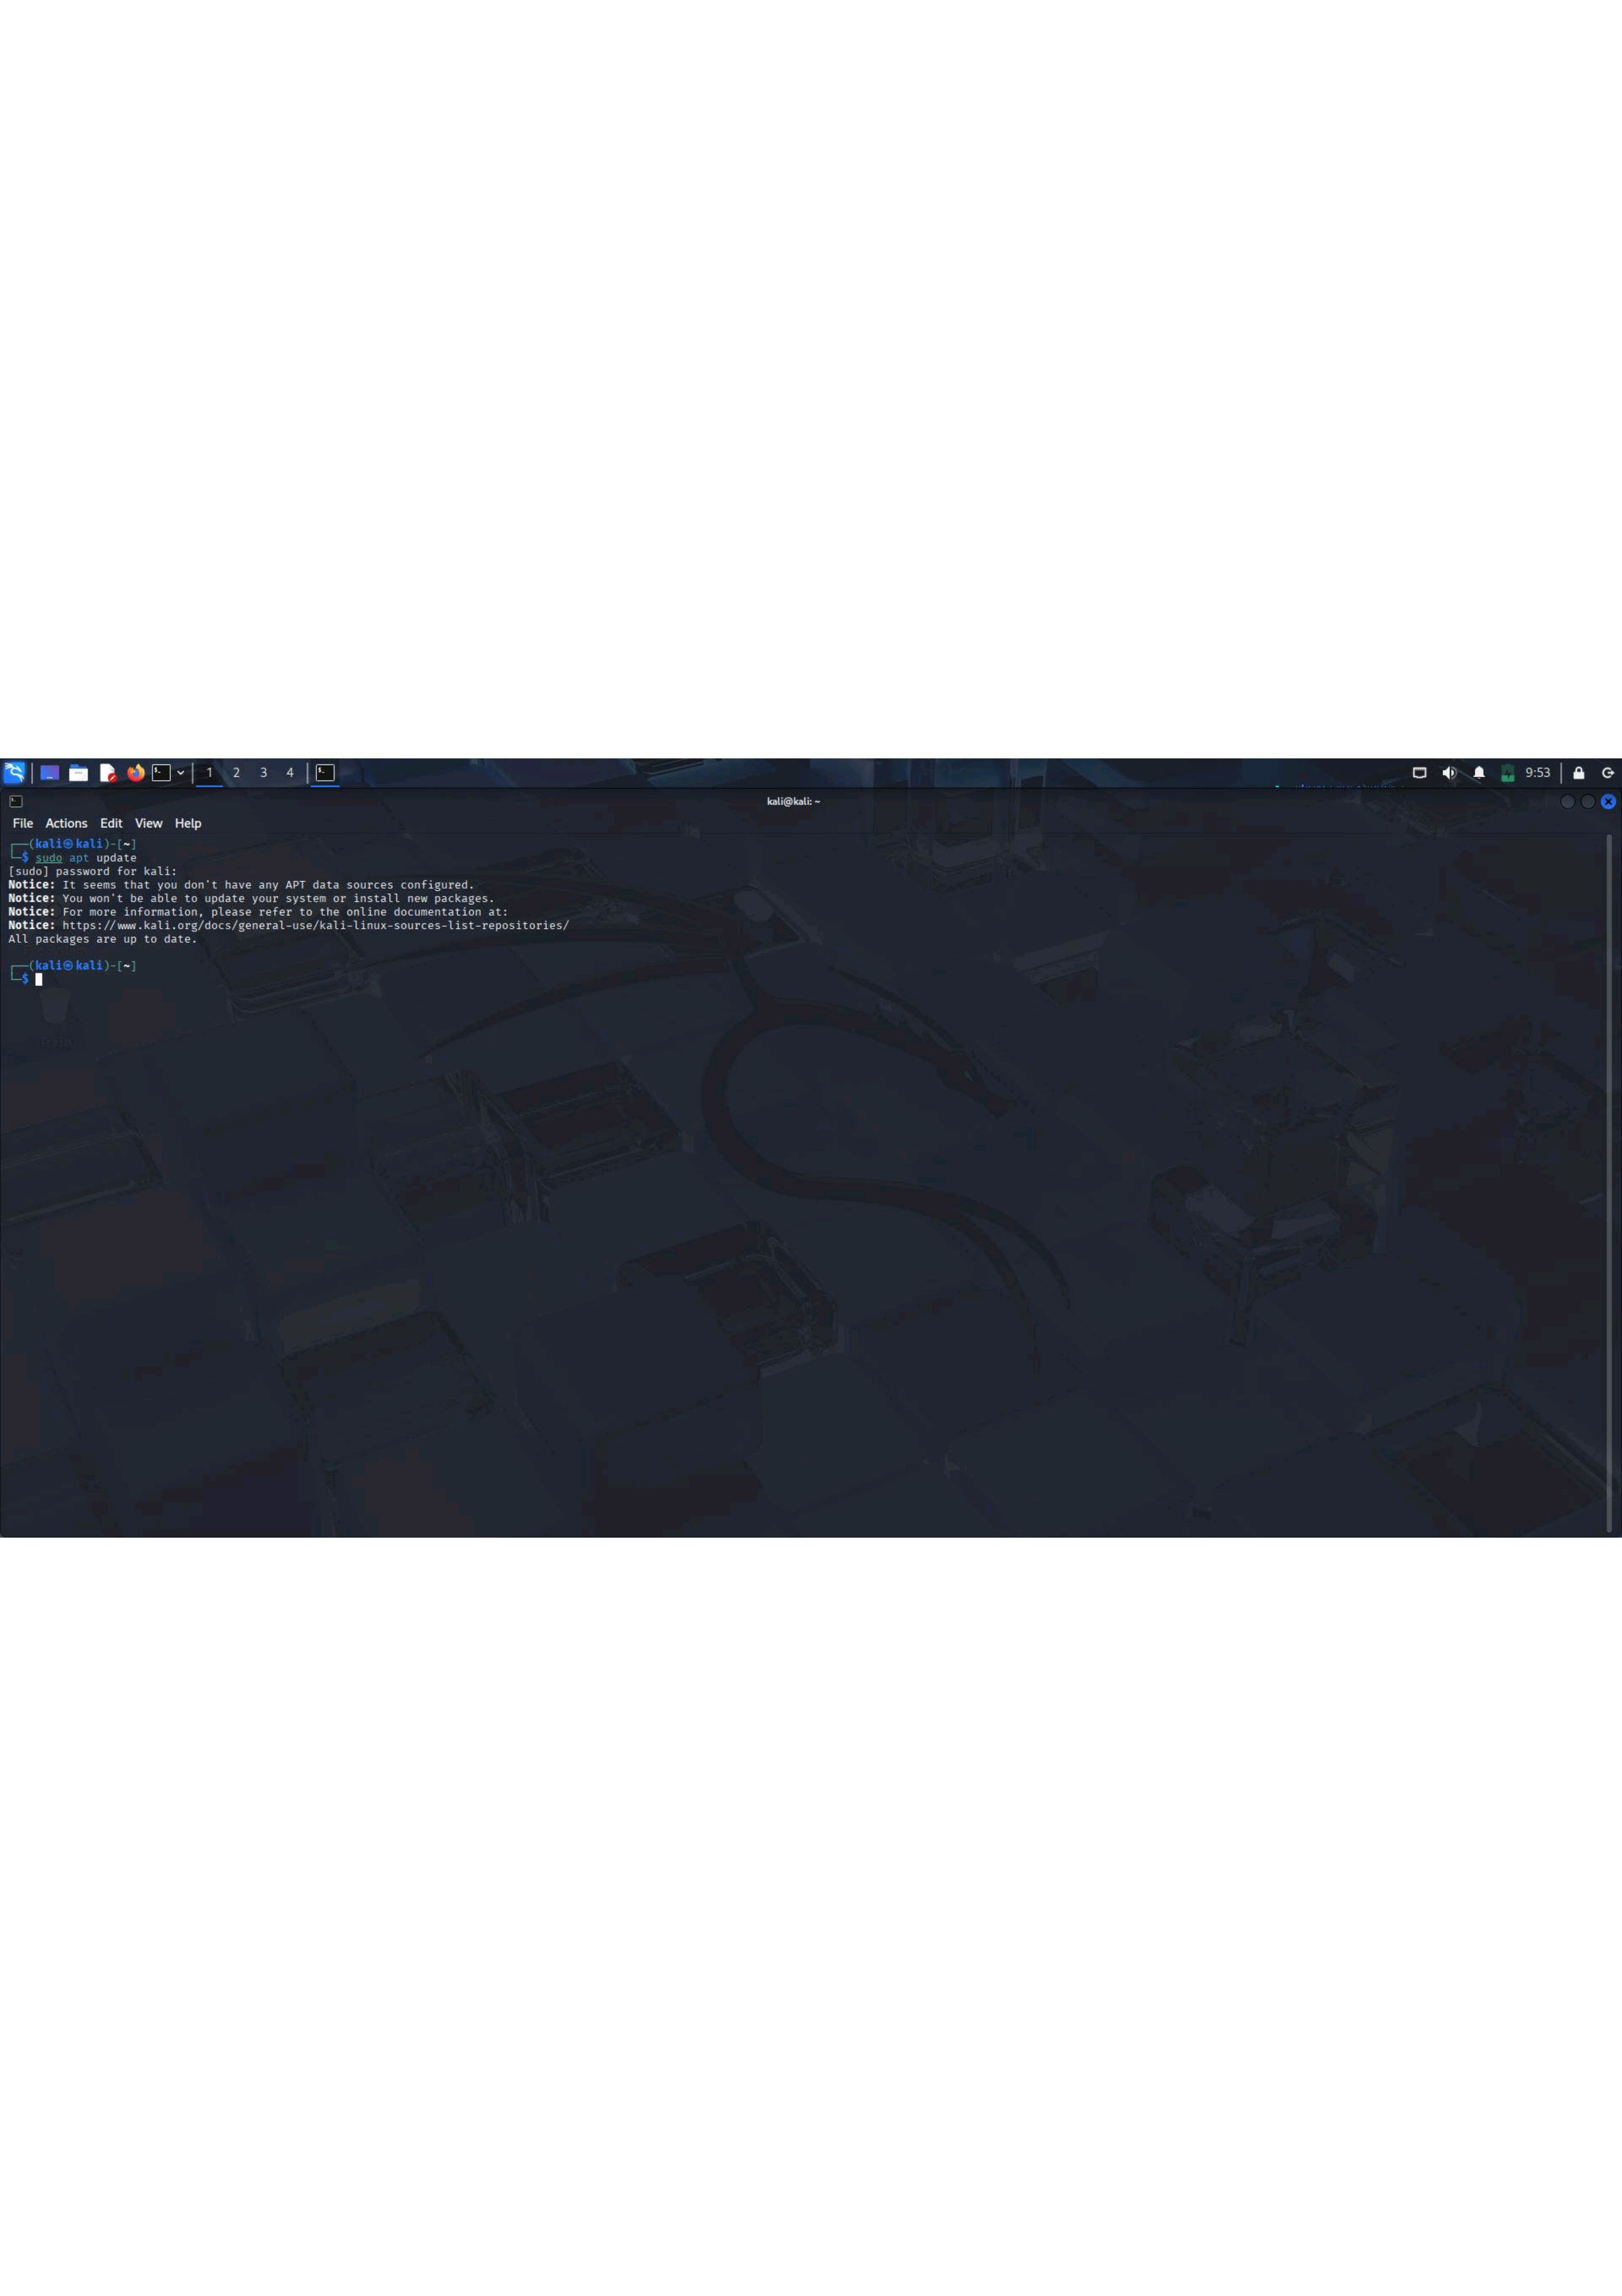 1 2 3 4
9:53
kali@kali: ~
File Actions Edit View Help
┌──(kali㉿kali)-[~]
└─$ sudo apt update
[sudo] password for kali:
Notice: It seems that you don't have any APT data sources configured.
Notice: You won't be able to update your system or install new packages.
Notice: For more information, please refer to the online documentation at:
Notice: https://www.kali.org/docs/general-use/kali-linux-sources-list-repositories/
All packages are up to date.
┌──(kali㉿kali)-[~]
└─$